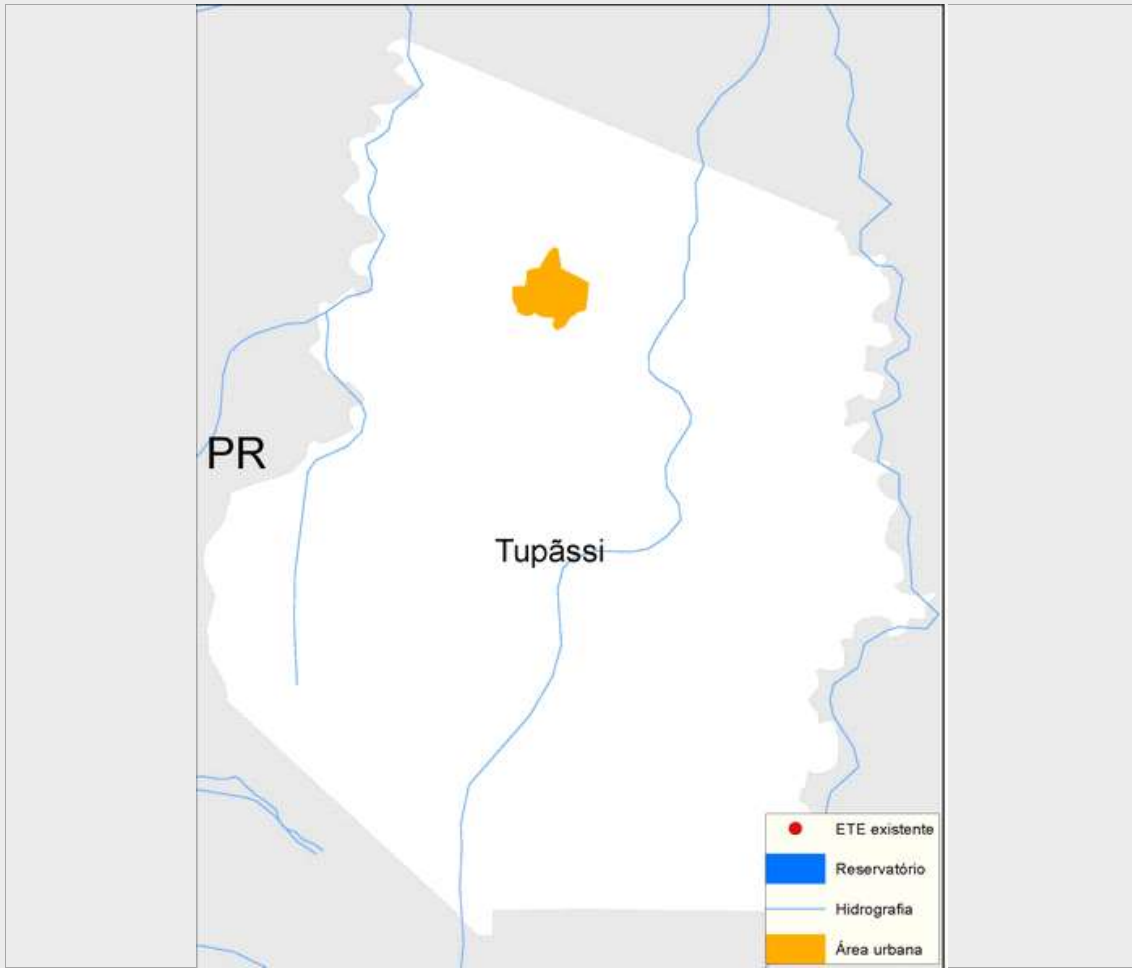 PR
Tupãssi
ETE existente
Reservatório
Hidrografia
Área urbana